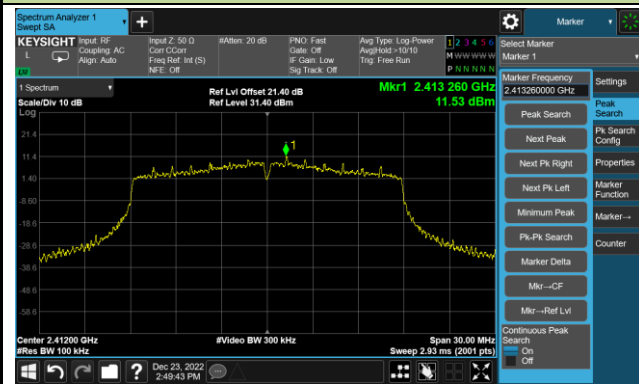 Spectrum Analyzer 1
Swept SA
+
Marker
KEYSIGHT
L
LXI
Input: RF
Coupling: AC
Align: Auto
Input Z: 50 Ω
Corr CCorr
Freq Ref: Int (S)
NFE: Off
#Atten: 20 dB
PNO: Fast
Gate: Off
IF Gain: Low
Sig Track: Off
Avg Type: Log-Power
Avg|Hold:>10/10
Trig: Free Run
1 2 3 4 5 6
M W W W W W
P N N N N N
Select Marker
Marker 1
1 Spectrum
Scale/Div 10 dB
Log
Ref Lvl Offset 21.40 dB
Ref Level 31.40 dBm
Mkr1 2.413 260 GHz
11.53 dBm
21.4
11.4
1.40
-8.60
-18.6
-28.6
-38.6
-48.6
-58.6
1
Center 2.41200 GHz
#Res BW 100 kHz
#Video BW 300 kHz
Span 30.00 MHz
Sweep 2.93 ms (2001 pts)
Marker Frequency
2.413260000 GHz
Peak Search
Next Peak
Next Pk Right
Next Pk Left
Minimum Peak
Pk-Pk Search
Marker Delta
Mkr→CF
Mkr→Ref Lvl
Continuous Peak
Search
On
Off
Settings
Peak
Search
Pk Search
Config
Properties
Marker
Function
Marker→
Counter
?
Dec 23, 2022
2:49:43 PM